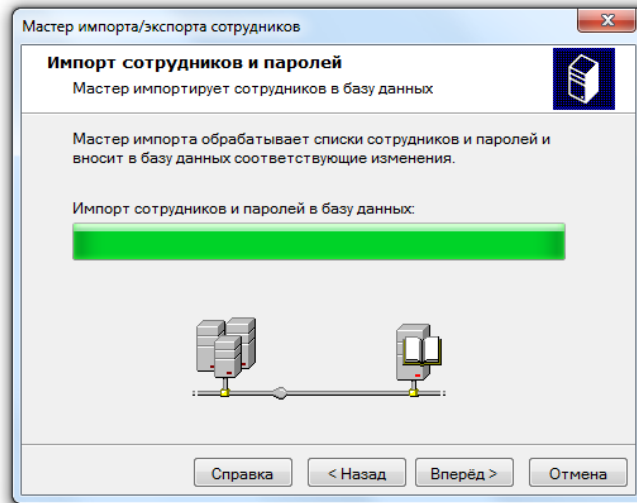 Мастер импорта/экспорта сотрудников
Импорт сотрудников и паролей
Мастер импортирует сотрудников в базу данных
Мастер импорта обрабатывает списки сотрудников и паролей и
вносит в базу данных соответствующие изменения.
Импорт сотрудников и паролей в базу данных:
Справка
< Назад
Вперёд >
Отмена